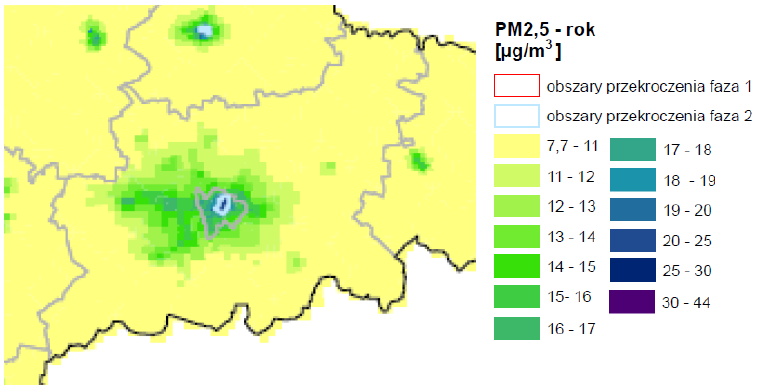 PM2,5 - rok
[µg/m³]
obszary przekroczenia faza 1
obszary przekroczenia faza 2
7,7 - 11
11 - 12
12 - 13
13 - 14
14 - 15
15- 16
16 - 17
17 - 18
18 - 19
19 - 20
20 - 25
25 - 30
30 - 44